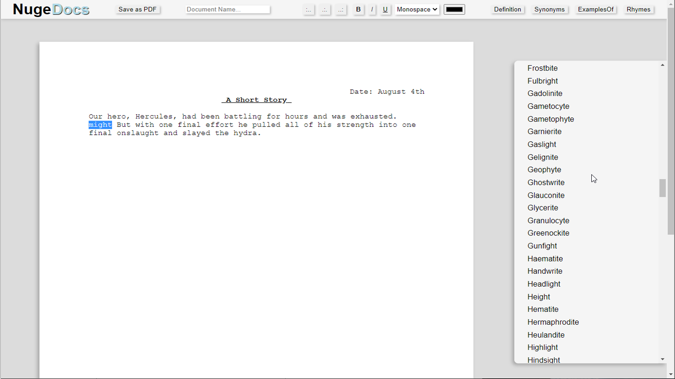 NugeDocs
Save as PDF
Document Name...
B
I
U
Monospace
Definition
Synonyms
ExamplesOf
Rhymes
Date: August 4th
A Short Story
Our hero, Hercules, had been battling for hours and was exhausted.
might But with one final effort he pulled all of his strength into one
final onslaught and slayed the hydra.
Frostbite
Fulbright
Gadolinite
Gametocyte
Gametophyte
Garnierite
Gaslight
Gelignite
Geophyte
Ghostwrite
Glauconite
Glycerite
Granulocyte
Greenockite
Gunfight
Haematite
Handwrite
Headlight
Height
Hematite
Hermaphrodite
Heulandite
Highlight
Hindsight